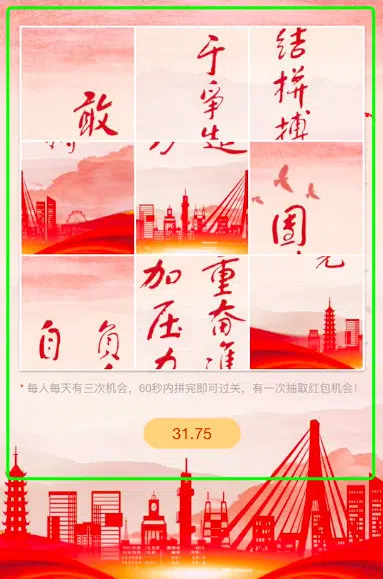 敢
于
争
先
结
拼
搏
团
自
负
加
压
力
重
奋
进
* 每人每天有三次机会，60秒内拼完即可过关，有一次抽取红包机会！
31.75